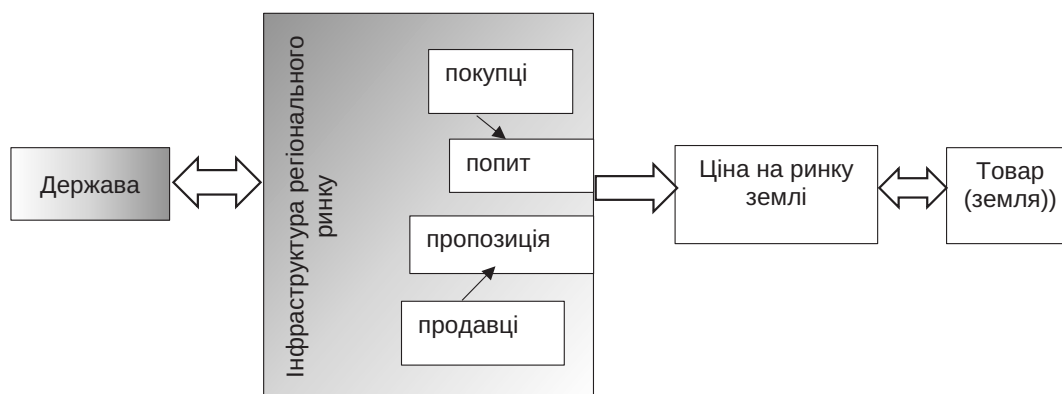 Держава
Інфраструктура регіонального
ринку
покупці
попит
пропозиція
продавці
Ціна на ринку
землі
Товар
(земля))